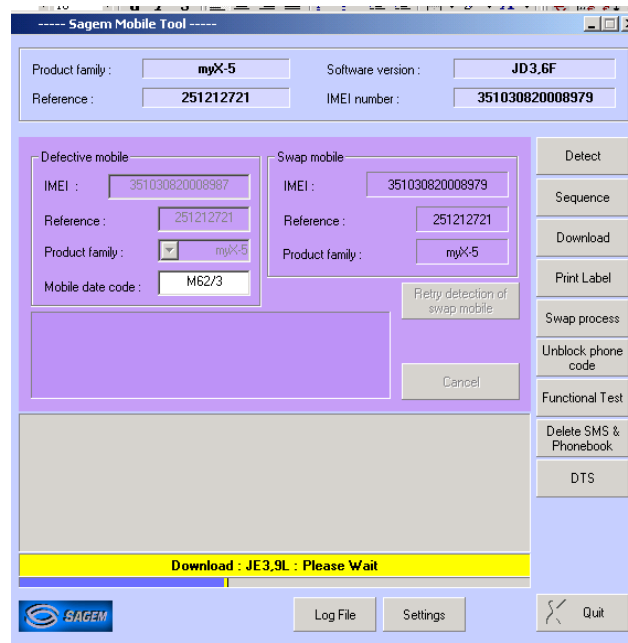 ----- Sagem Mobile Tool -----
Product family : myX-5 Software version : JD3,6F
Reference : 251212721 IMEI number : 351030820008979
Defective mobile
IMEI : 351030820008987
Reference : 251212721
Product family : myX-5
Mobile date code : M62/3
Swap mobile
IMEI : 351030820008979
Reference : 251212721
Product family : myX-5
Retry detection of
swap mobile
Cancel
Detect
Sequence
Download
Print Label
Swap process
Unblock phone
code
Functional Test
Delete SMS &
Phonebook
DTS
Download : JE3,9L : Please Wait
SAGEM
Log File
Settings
Quit